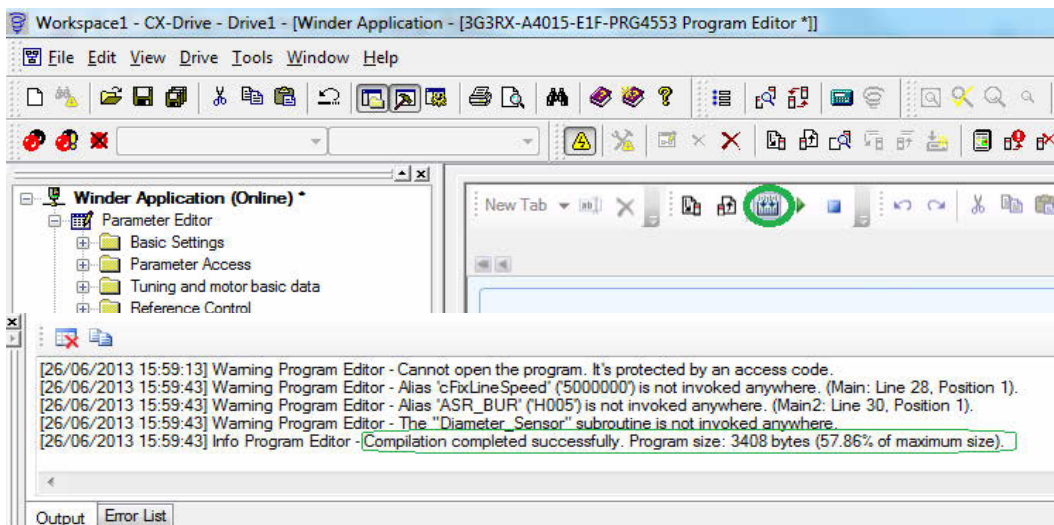 Workspace1 - CX-Drive - Drive1 - [Winder Application - [3G3RX-A4015-E1F-PRG4553 Program Editor *]]
File Edit View Drive Tools Window Help
Winder Application (Online) *
Parameter Editor
Basic Settings
Parameter Access
Tuning and motor basic data
Reference Control
New Tab
[26/06/2013 15:59:13] Warning Program Editor - Cannot open the program. It's protected by an access code.
[26/06/2013 15:59:43] Warning Program Editor - Alias 'cFixLineSpeed' ('5000000') is not invoked anywhere. (Main: Line 28, Position 1).
[26/06/2013 15:59:43] Warning Program Editor - Alias 'ASR_BUR' ('H005') is not invoked anywhere. (Main2: Line 30, Position 1).
[26/06/2013 15:59:43] Warning Program Editor - The "Diameter_Sensor" subroutine is not invoked anywhere.
[26/06/2013 15:59:43] Info Program Editor - Compilation completed successfully. Program size: 3408 bytes (57.86% of maximum size).
Output Error List